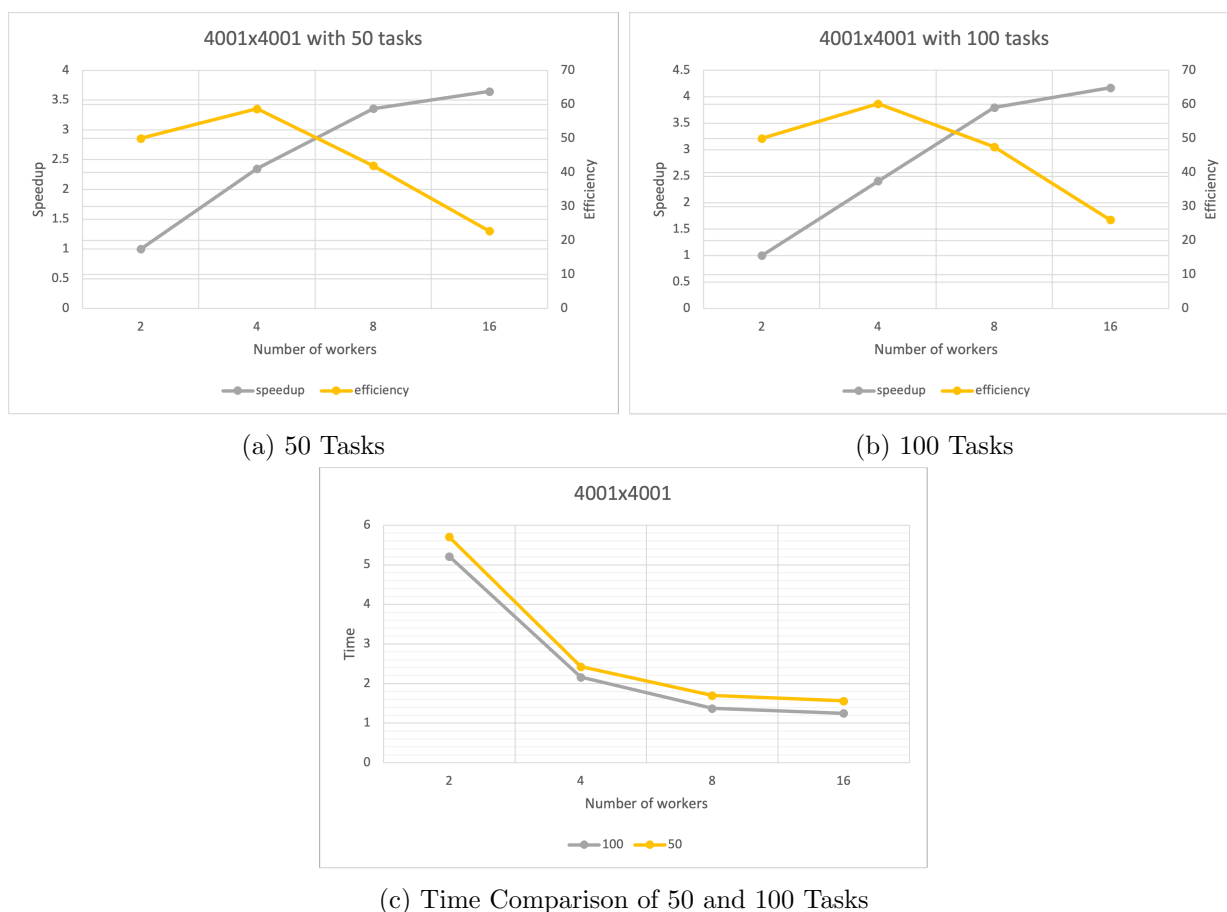 4001x4001 with 50 tasks
4
3.5
3
2.5
2
1.5
1
0.5
0
Speedup
70
60
50
40
30
20
10
0
Efficiency
2 4 8 16
Number of workers
speedup efficiency
(a) 50 Tasks
4001x4001 with 100 tasks
4.5
4
3.5
3
2.5
2
1.5
1
0.5
0
Speedup
70
60
50
40
30
20
10
0
Efficiency
2 4 8 16
Number of workers
speedup efficiency
(b) 100 Tasks
4001x4001
6
5
4
3
2
1
0
Time
2 4 8 16
Number of workers
100 50
(c) Time Comparison of 50 and 100 Tasks